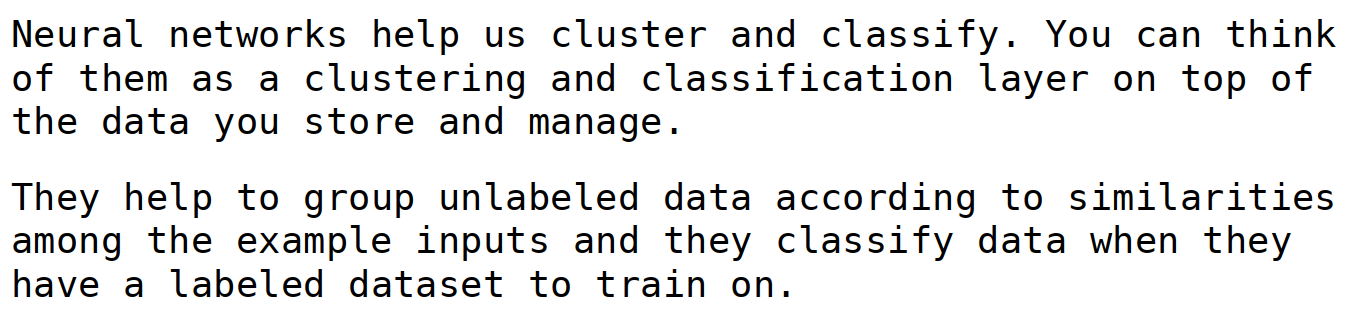 Neural networks help us cluster and classify. You can think
of them as a clustering and classification layer on top of
the data you store and manage.
They help to group unlabeled data according to similarities
among the example inputs and they classify data when they
have a labeled dataset to train on.